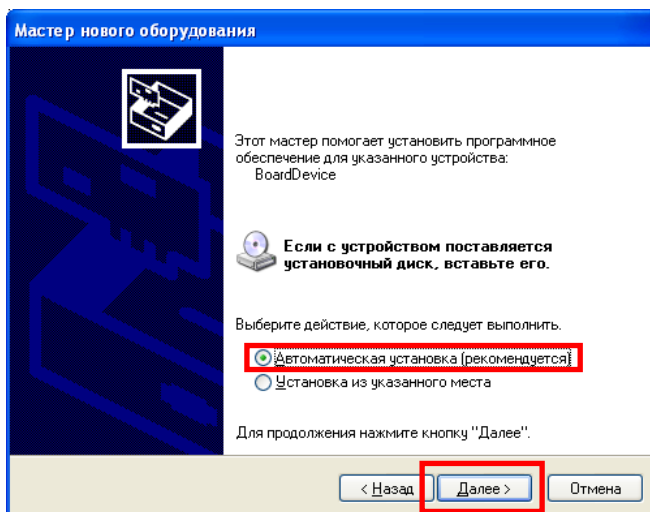 Мастер нового оборудования
Этот мастер помогает установить программное
обеспечение для указанного устройства:
BoardDevice
Если с устройством поставляется
установочный диск, вставьте его.
Выберите действие, которое следует выполнить.
Автоматическая установка (рекомендуется)
Установка из указанного места
Для продолжения нажмите кнопку "Далее".
< Назад
Далее >
Отмена